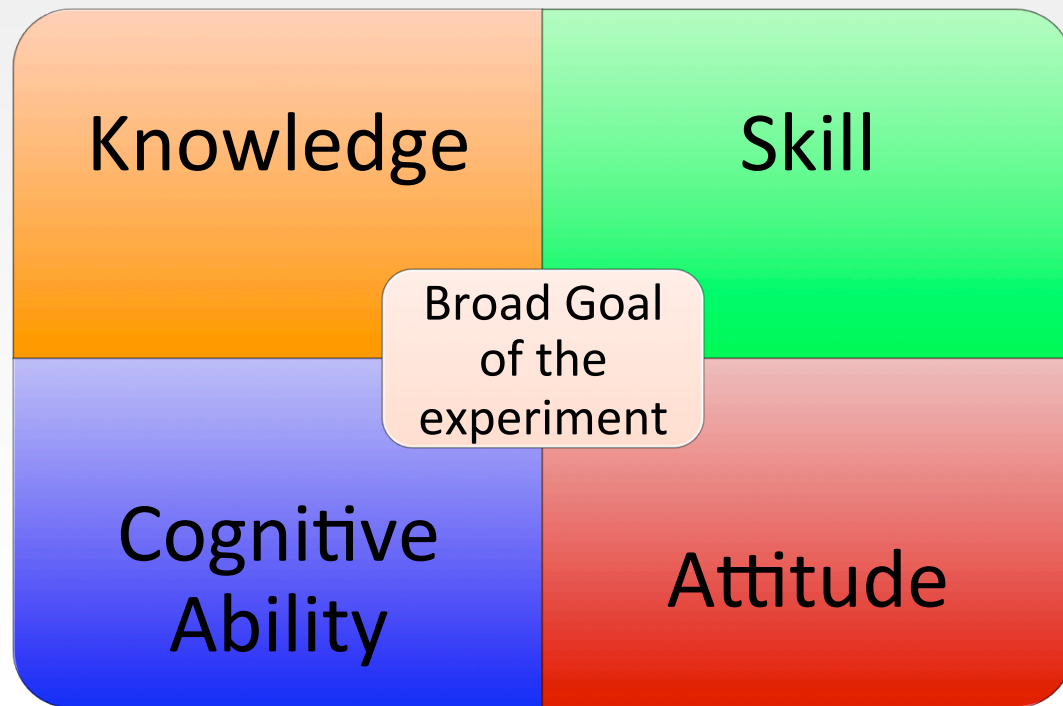 Knowledge
Skill
Broad Goal
of the
experiment
Cognitive
Ability
Attitude